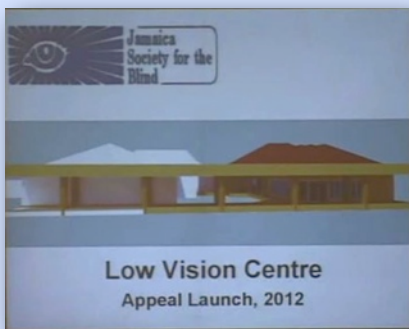 Jamaica
Society for the
Blind
Low Vision Centre
Appeal Launch, 2012